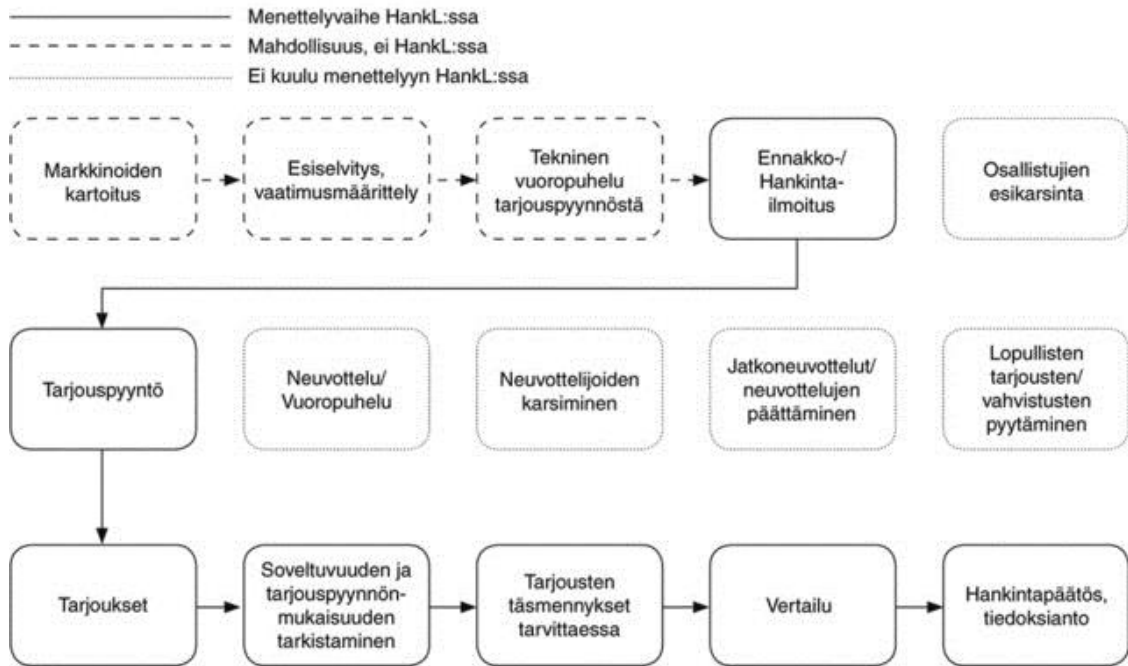 Menettelyvaihe HankL:ssa
Mahdollisuus, ei HankL:ssa
Ei kuulu menettelyyn HankL:ssa
Markkinoiden
kartoitus
Esiselvitys,
vaatimusmäärittely
Tekninen
vuoropuhelu
tarjouspyynnöstä
Ennakko-/
Hankinta-
ilmoitus
Osallistujien
esikarsinta
Tarjouspyyntö
Neuvottelu/
Vuoropuhelu
Neuvottelijoiden
karsiminen
Jatkoneuvottelut/
neuvottelujen
päättäminen
Lopullisten
tarjousten/
vahvistusten
pyytäminen
Tarjoukset
Soveltuvuuden ja
tarjouspyynnön-
mukaisuuden
tarkistaminen
Tarjousten
täsmennykset
tarvittaessa
Vertailu
Hankintapäätös,
tiedoksianto